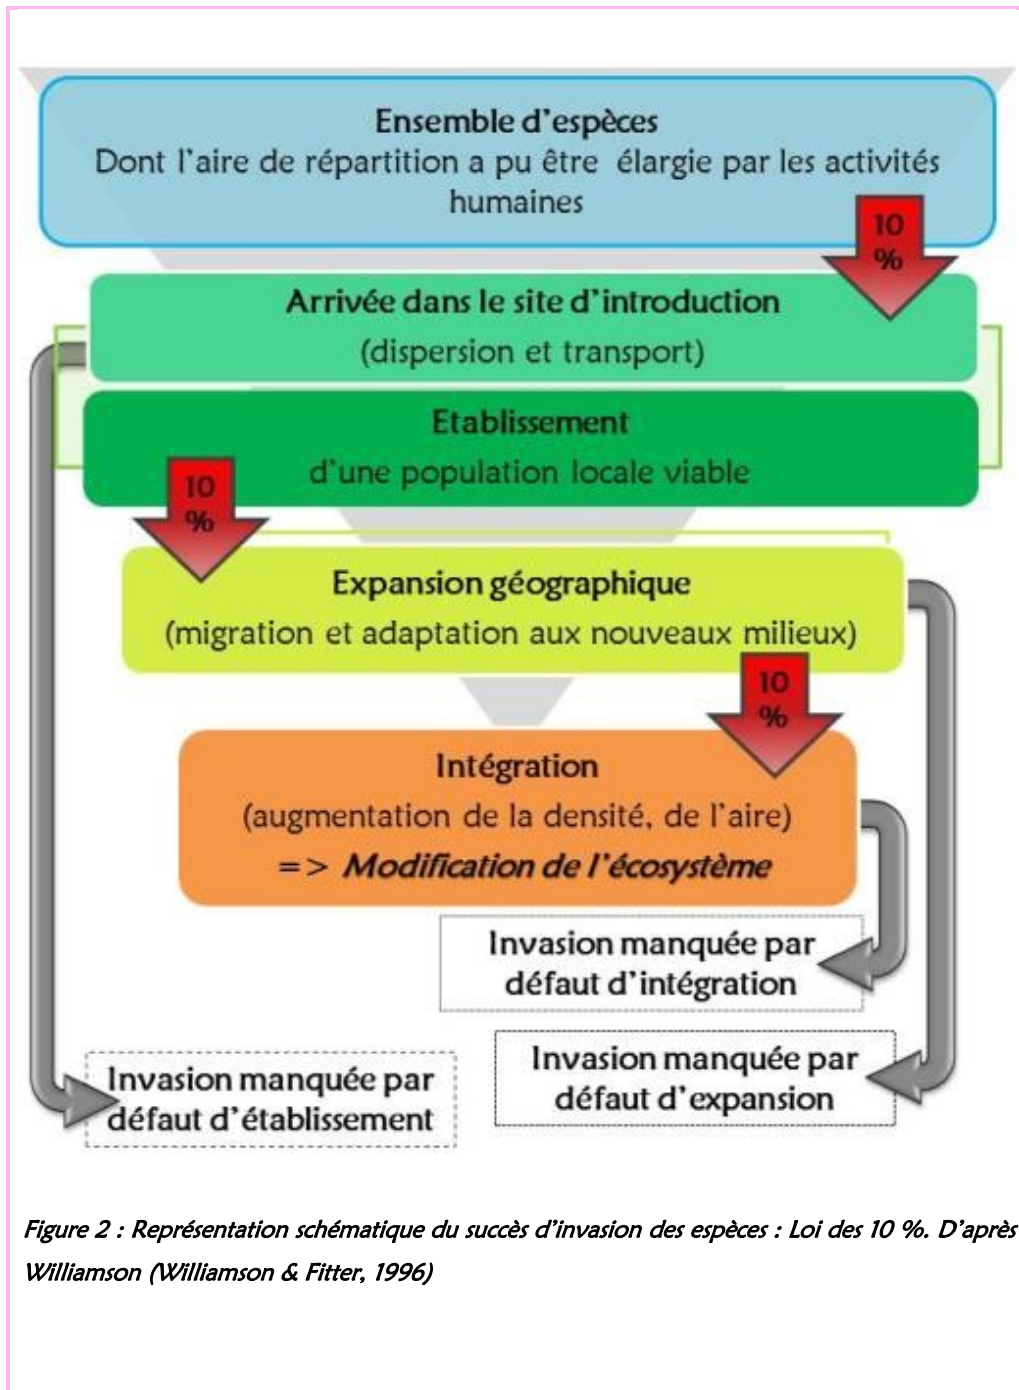 Ensemble d'espèces
Dont l'aire de répartition a pu être élargie par les activités
humaines
10
%
Arrivée dans le site d'introduction
(dispersion et transport)
Etablissement
d'une population locale viable
10
%
Expansion géographique
(migration et adaptation aux nouveaux milieux)
10
%
Intégration
(augmentation de la densité, de l'aire)
=> Modification de l'écosystème
Invasion manquée par
défaut d'intégration
Invasion manquée par
défaut d'expansion
Invasion manquée par
défaut d'établissement
Figure 2 : Représentation schématique du succès d'invasion des espèces : Loi des 10 %. D'après
Williamson (Williamson & Fitter, 1996)